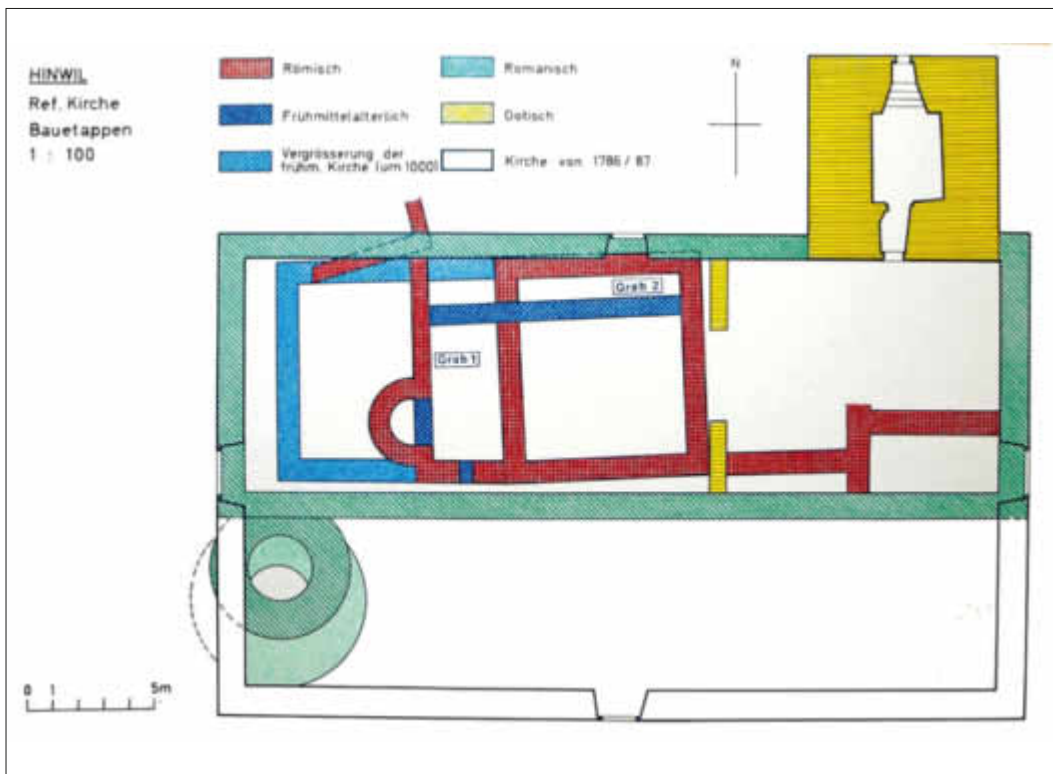 HINWIL
Ref. Kirche
Bauetappen
1 : 100
Römisch
Frühmittelalterlich
Vergrösserung der
frühm. Kirche (um 1000)
Romanisch
Gotisch
Kirche von 1786 / 87
N
Grab 2
Grab 1
0 1 5m